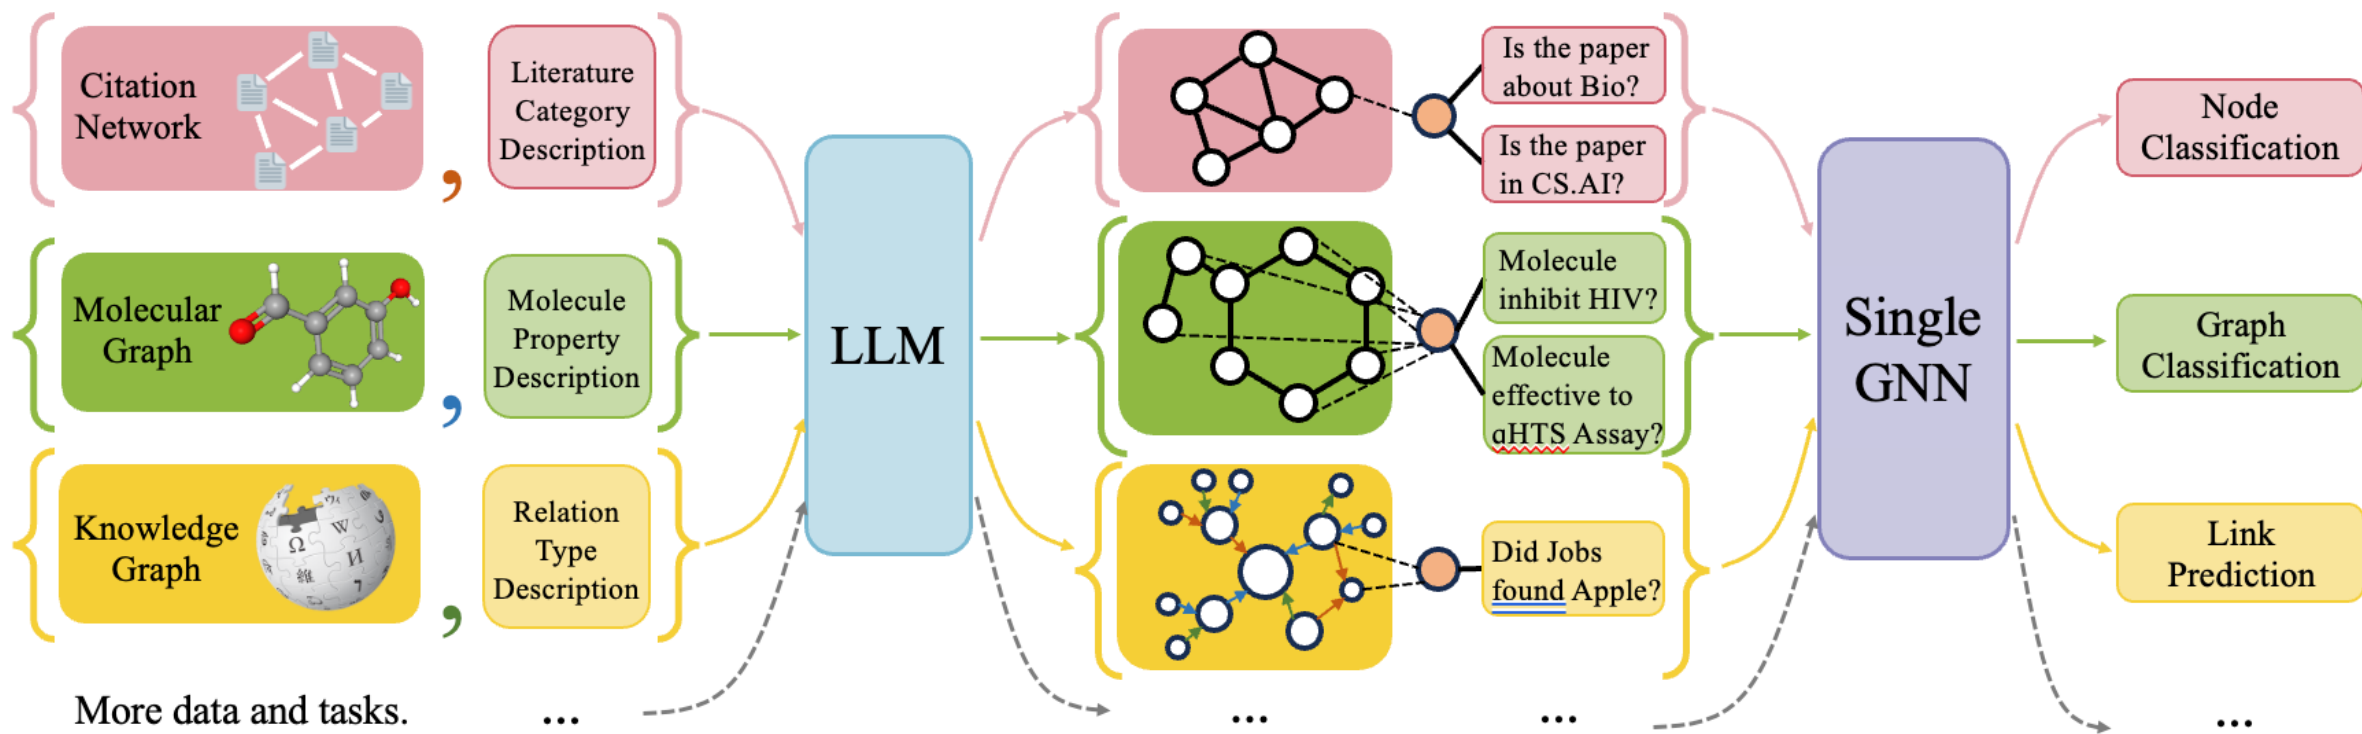 Citation
Network
,
Literature
Category
Description
Molecular
Graph
,
Molecule
Property
Description
Knowledge
Graph
W
Ω
И
維
,
Relation
Type
Description
More data and tasks.
...
LLM
Is the paper
about Bio?
Is the paper
in CS.AI?
Molecule
inhibit HIV?
Molecule
effective to
qHTS Assay?
Did Jobs
found Apple?
...
...
Single
GNN
Node
Classification
Graph
Classification
Link
Prediction
...